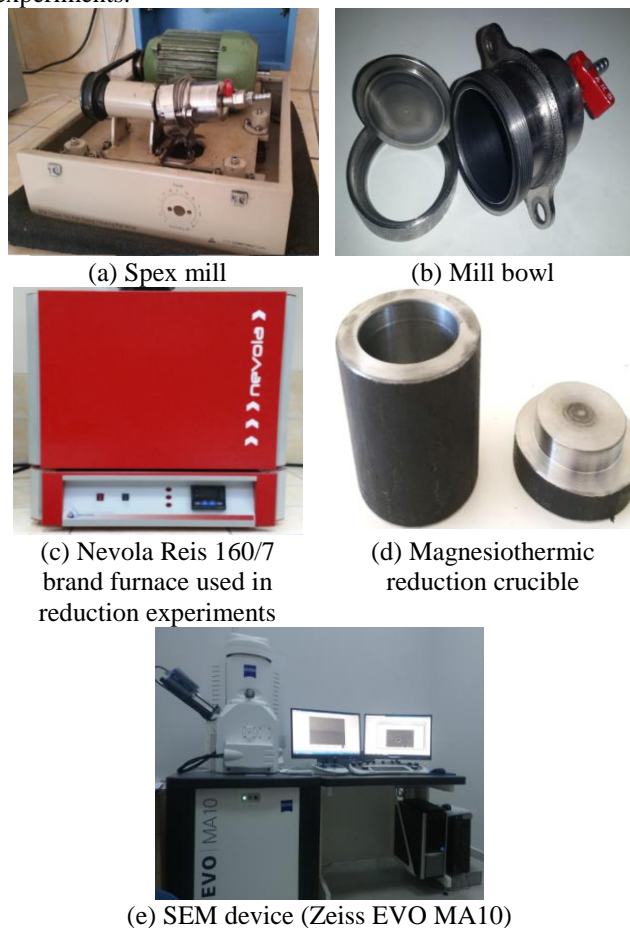 experiments.
(a) Spex mill
(b) Mill bowl
nevola
(c) Nevola Reis 160/7
brand furnace used in
reduction experiments
(d) Magnesiothermic
reduction crucible
EVO | MA10
(e) SEM device (Zeiss EVO MA10)